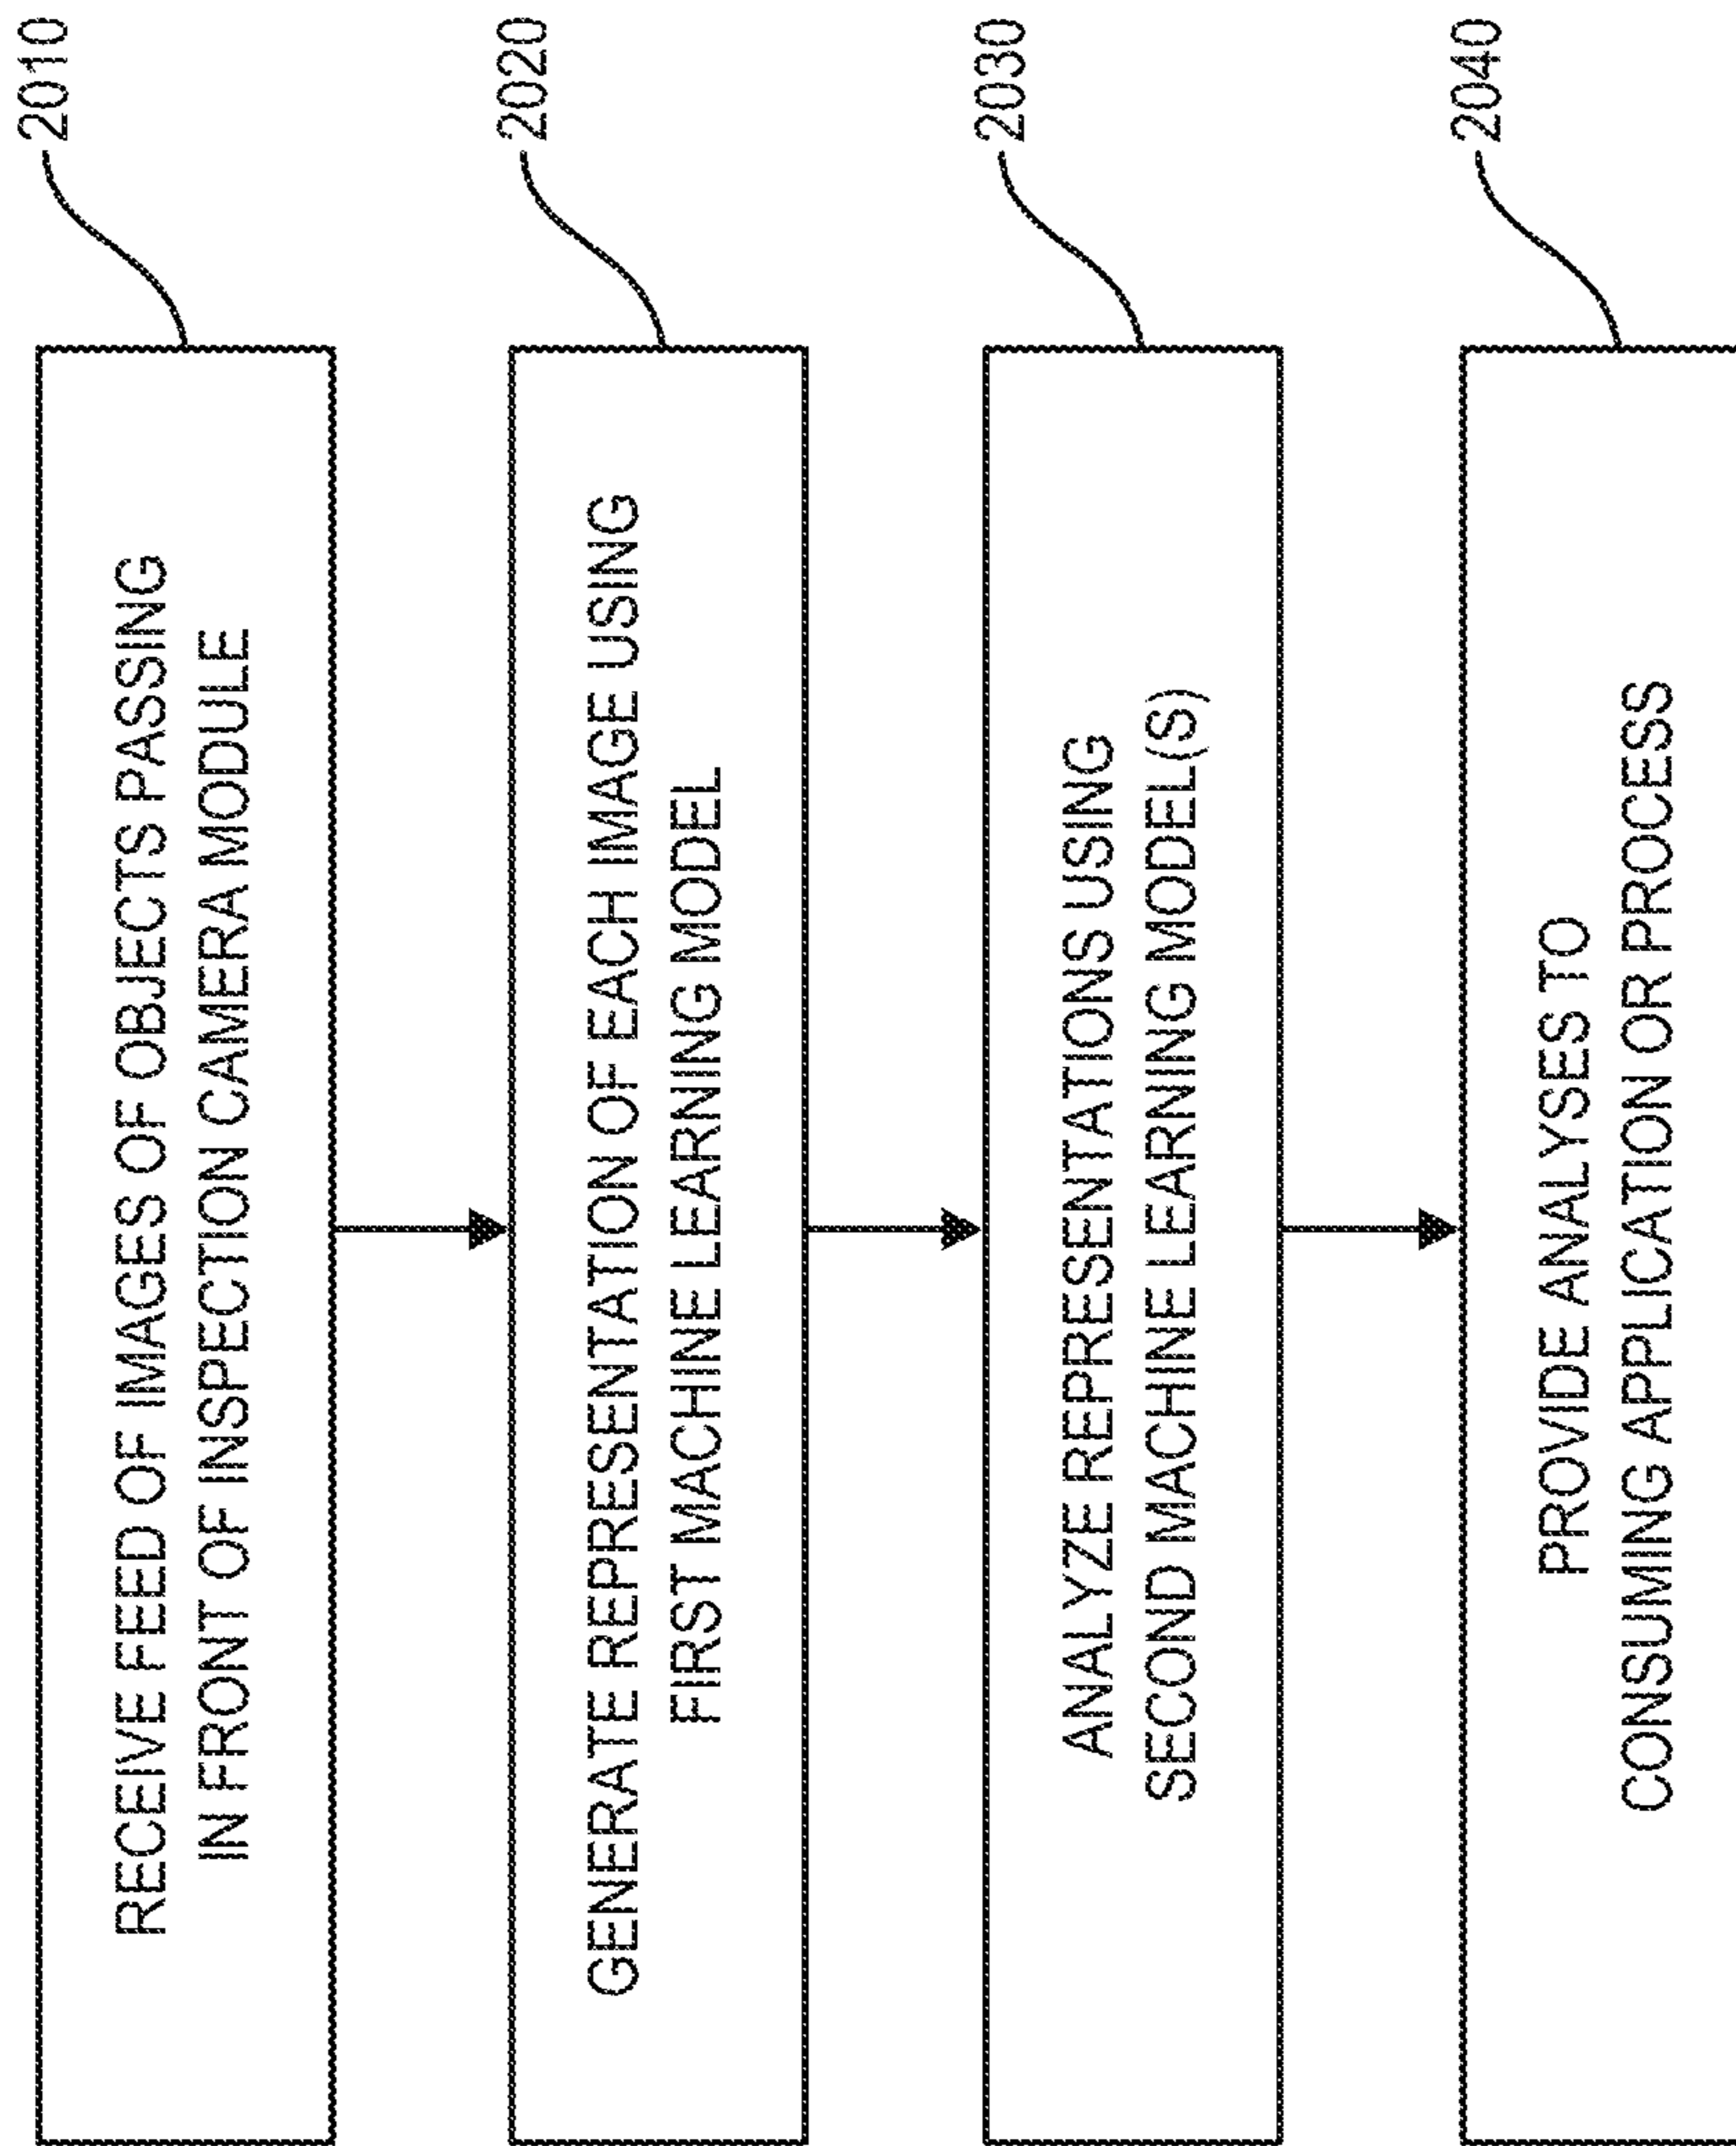 RECEIVE FEED OF IMAGES OF OBJECTS PASSING
IN FRONT OF INSPECTION CAMERA MODULE
2010
GENERATE REPRESENTATION OF EACH IMAGE USING
FIRST MACHINE LEARNING MODEL
2020
ANALYZE REPRESENTATIONS USING
SECOND MACHINE LEARNING MODEL(S)
2030
PROVIDE ANALYSES TO
CONSUMING APPLICATION OR PROCESS
2040